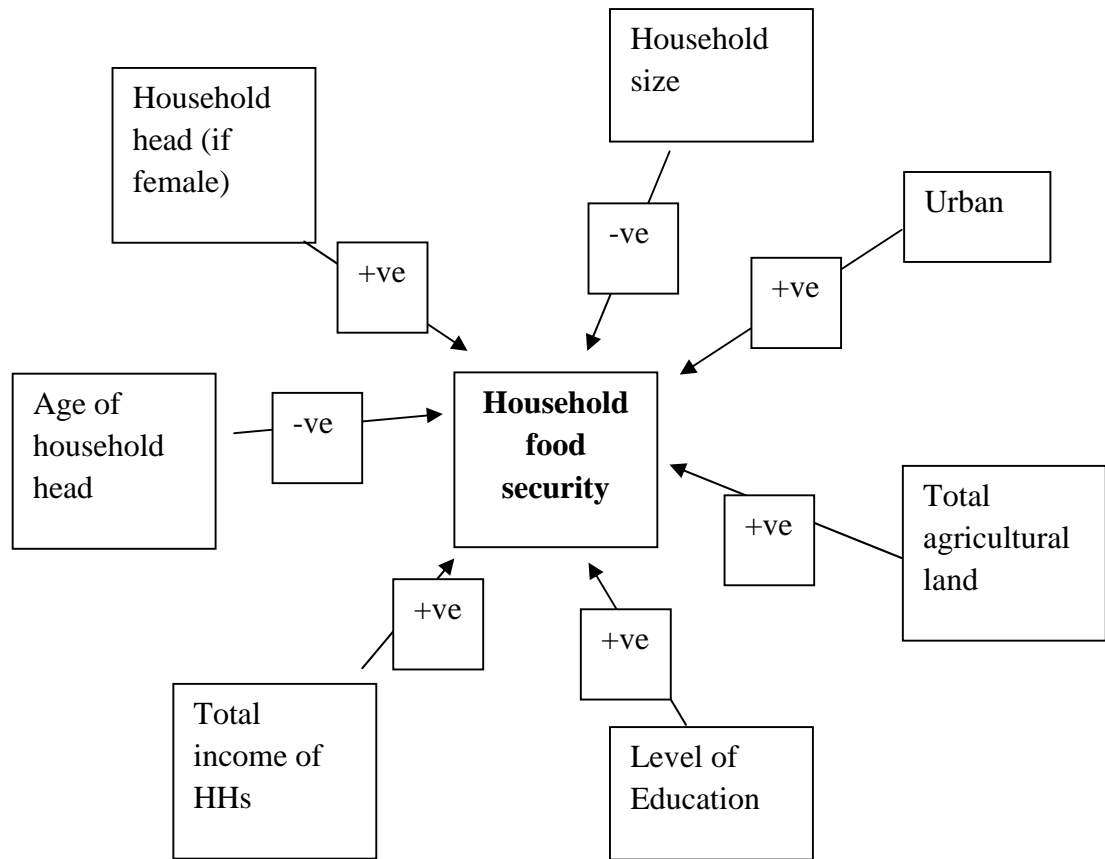 Household
size
Household
head (if
female)
Urban
-ve
+ve
+ve
Household
food
security
Age of
household
head
-ve
Total
agricultural
land
+ve
+ve
+ve
Total
income of
HHs
Level of
Education